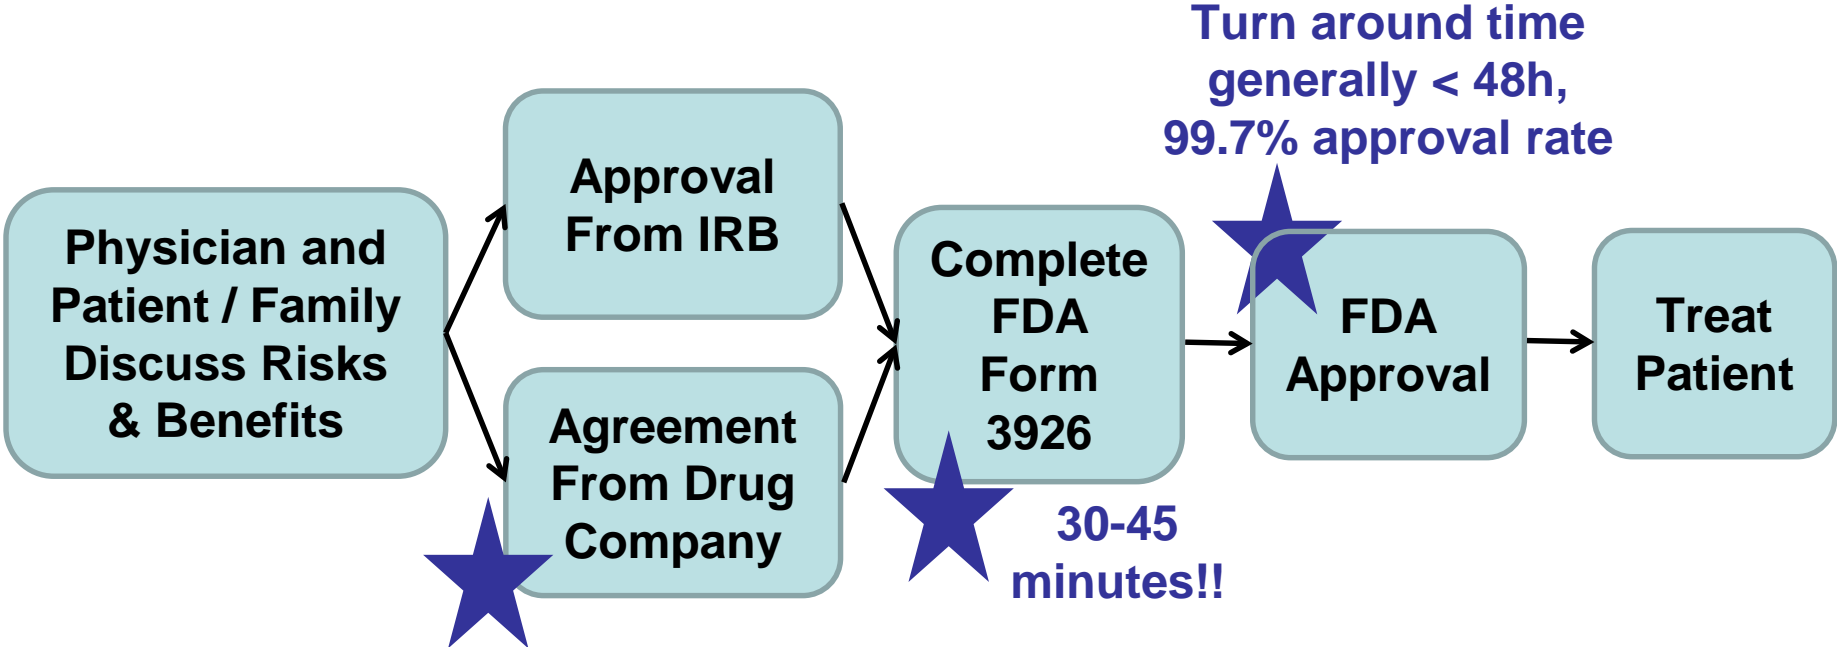 Turn around time
generally < 48h,
99.7% approval rate
Physician and
Patient / Family
Discuss Risks
& Benefits
Approval
From IRB
Agreement
From Drug
Company
Complete
FDA
Form
3926
30-45
minutes!!
FDA
Approval
Treat
Patient